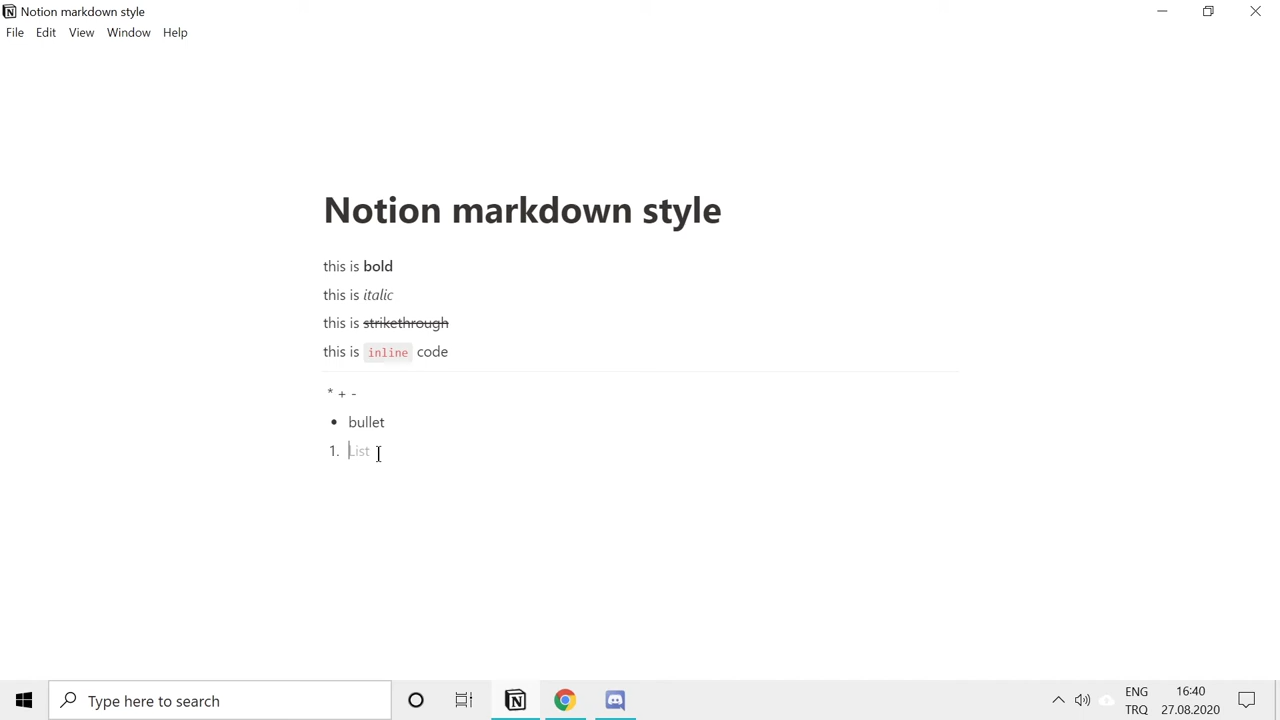 Notion markdown style
File Edit View Window Help
Notion markdown style
this is bold
this is italic
this is strikethrough
this is inline code
* + -
• bullet
1. List
Type here to search
ENG
TRQ
16:40
27.08.2020